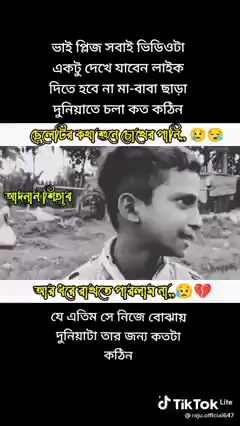 ভাই প্লিজ সবাই ভিডিওটা
একটু দেখে যাবেন লাইক
দিতে হবে না মা-বাবা ছাড়া
দুনিয়াতে চলা কত কঠিন
ছেলেটির কথা শুনে চোখের পানি.. 😢😪
আদনান শিহাব
আর ধরে রাখতে পারলাম না..😥💔
যে এতিম সে নিজে বোঝায়
দুনিয়াটা তার জন্য কতটা
কঠিন
TikTok Lite
@raju.official647